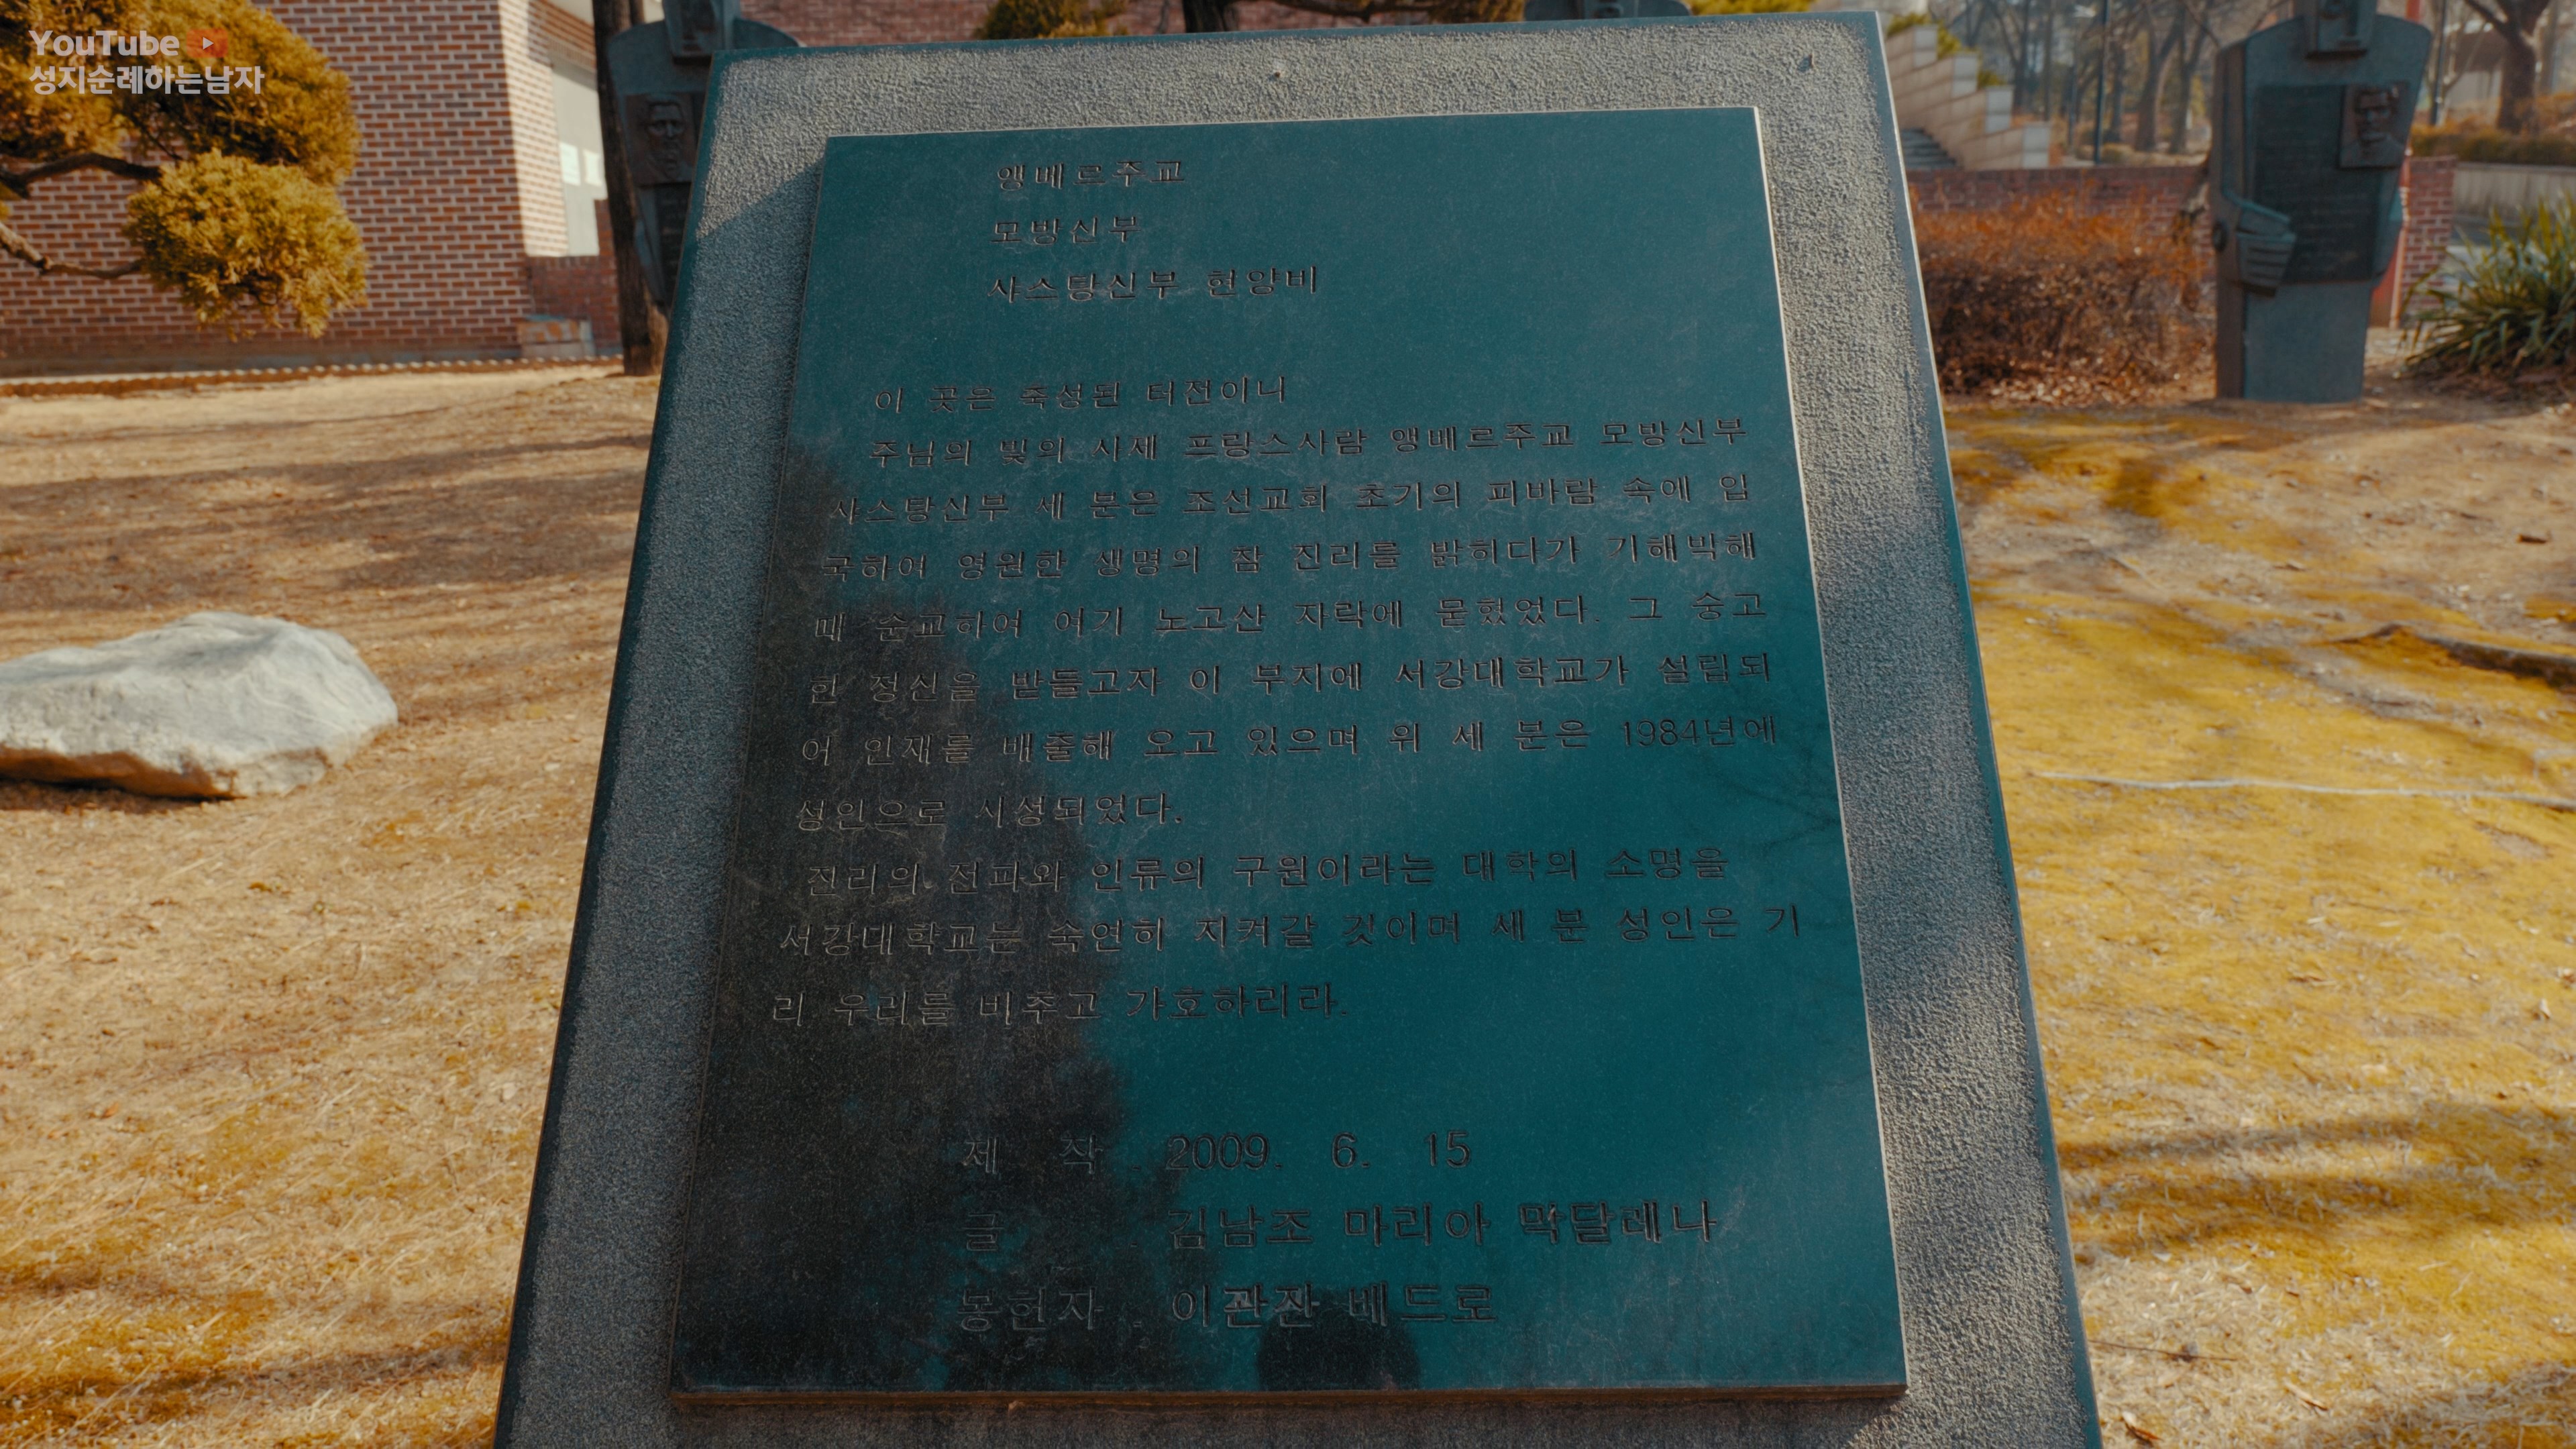 YouTube
성지순례하는남자
앵베르주교
모방신부
샤스탕신부 현양비
이 곳은 축성된 터전이니
주님의 빛의 사제 프랑스사람 앵베르주교 모방신부
샤스탕신부 세 분은 조선교회 초기의 피바람 속에 입
국하여 영원한 생명의 참 진리를 밝히다가 기해박해
때 순교하여 여기 노고산 자락에 묻혔었다. 그 숭고
한 정신을 받들고자 이 부지에 서강대학교가 설립되
어 인재를 배출해 오고 있으며 위 세 분은 1984년에
성인으로 시성되었다.
진리의 전파와 인류의 구원이라는 대학의 소명을
서강대학교는 숙연히 지켜갈 것이며 세 분 성인은 기
리 우리를 비추고 가호하리라.
제 작 . 2009. 6. 15
글 . 김남조 마리아 막달레나
봉헌자 . 이관진 베드로